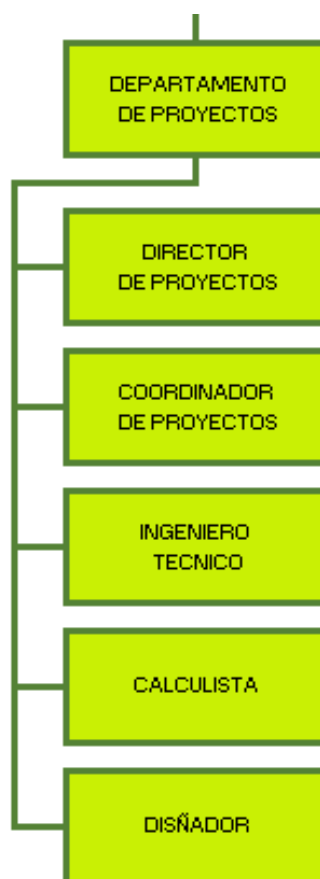 DEPARTAMENTO
DE PROYECTOS
DIRECTOR
DE PROYECTOS
COORDINADOR
DE PROYECTOS
INGENIERO
TECNICO
CALCULISTA
DISÑADOR